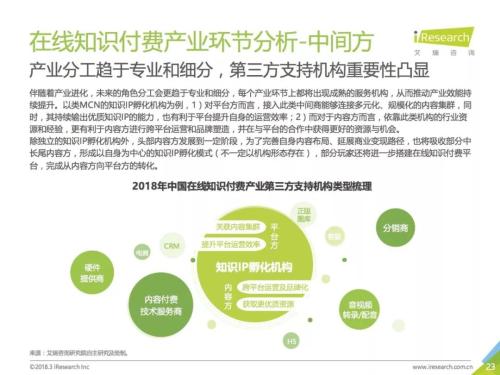 在线知识付费产业环节分析-中间方
iResearch
艾瑞咨询
产业分工趋于专业和细分，第三方支持机构重要性凸显
伴随着产业进化，未来的角色分工会更趋于专业和细分，每个产业环节上都将出现成熟的服务机构，从而推动产业效能持
续提升。以类MCN的知识IP孵化机构为例，1）对平台方而言，接入此类中间商能够连接多元化、规模化的内容集群，同
时，其持续输出优质知识IP的能力，也有利于平台提升自身的运营效率；2）而对于内容方而言，依靠此类机构的行业资
源和经验，更有利于内容方进行跨平台运营和品牌塑造，并在与平台的合作中获得更好的资源与机会。
除独立的知识IP孵化机构外，头部内容方发展到一定阶段，为了完善自身内容布局、延展商业变现路径，也将吸收部分中
长尾内容方，形成以自身为中心的知识IP孵化模式（不一定以机构形态存在），部分玩家还将进一步搭建在线知识付费平
台，完成从内容方向平台方的转化。
2018年中国在线知识付费产业第三方支持机构类型梳理
正版
图库
关联内容集群
提升平台运营效率
平台方
分销商
电商
CRM
硬件
提供商
知识IP孵化机构
内容方
跨平台运营及品牌化
获取更优质资源
内容付费
技术服务商
音视频
转录/配音
H5
来源：艾瑞咨询研究院自主研究及绘制。
©2018.3 iResearch Inc
www.iresearch.com.cn
23